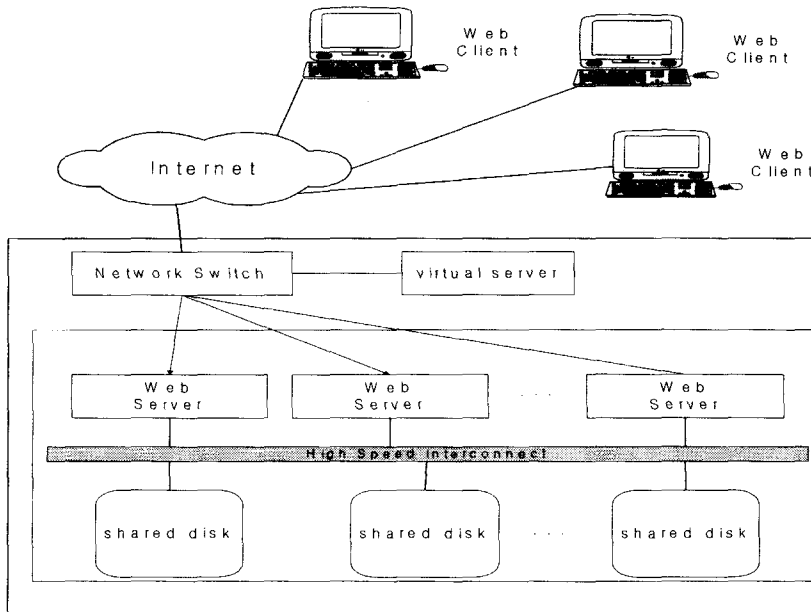 Web
Client
Web
Client
Web
Client
Internet
Network Switch
virtual server
Web
Server
Web
Server
. . . .
Web
Server
High Speed Interconnect
shared disk
shared disk
. . . .
shared disk